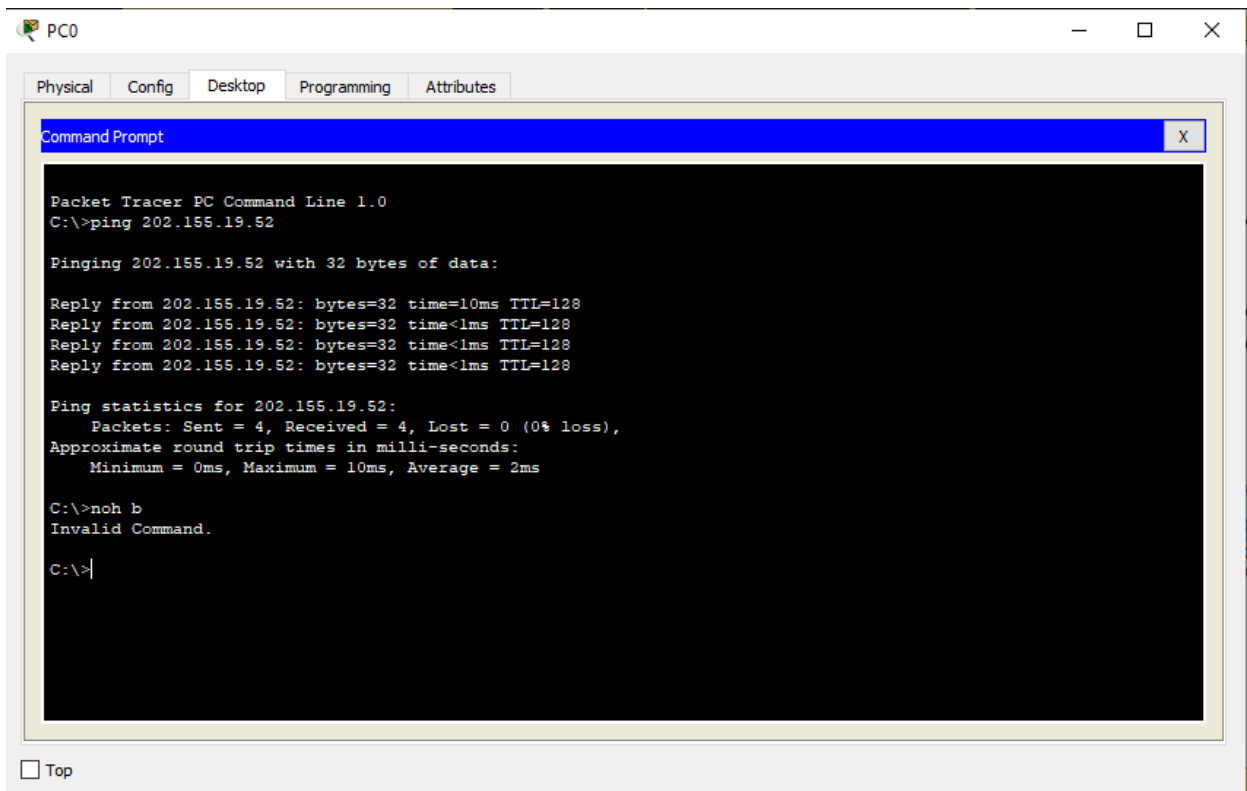 PC0
Physical Config Desktop Programming Attributes
Command Prompt X
Packet Tracer PC Command Line 1.0
C:\>ping 202.155.19.52
Pinging 202.155.19.52 with 32 bytes of data:
Reply from 202.155.19.52: bytes=32 time=10ms TTL=128
Reply from 202.155.19.52: bytes=32 time<1ms TTL=128
Reply from 202.155.19.52: bytes=32 time<1ms TTL=128
Reply from 202.155.19.52: bytes=32 time<1ms TTL=128
Ping statistics for 202.155.19.52:
Packets: Sent = 4, Received = 4, Lost = 0 (0% loss),
Approximate round trip times in milli-seconds:
Minimum = 0ms, Maximum = 10ms, Average = 2ms
C:\>noh b
Invalid Command.
C:\>
Top